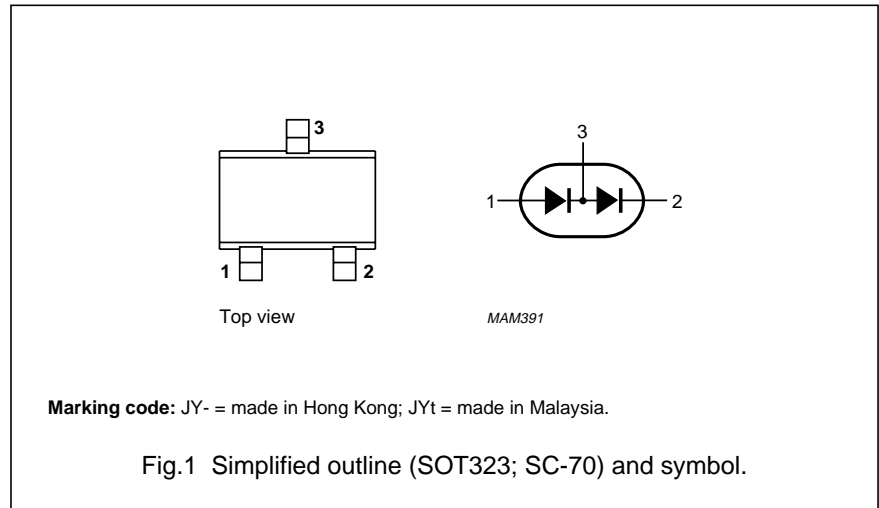 3
1
2
Top view
3
1
2
MAM391
Marking code: JY- = made in Hong Kong; JYt = made in Malaysia.
Fig.1 Simplified outline (SOT323; SC-70) and symbol.